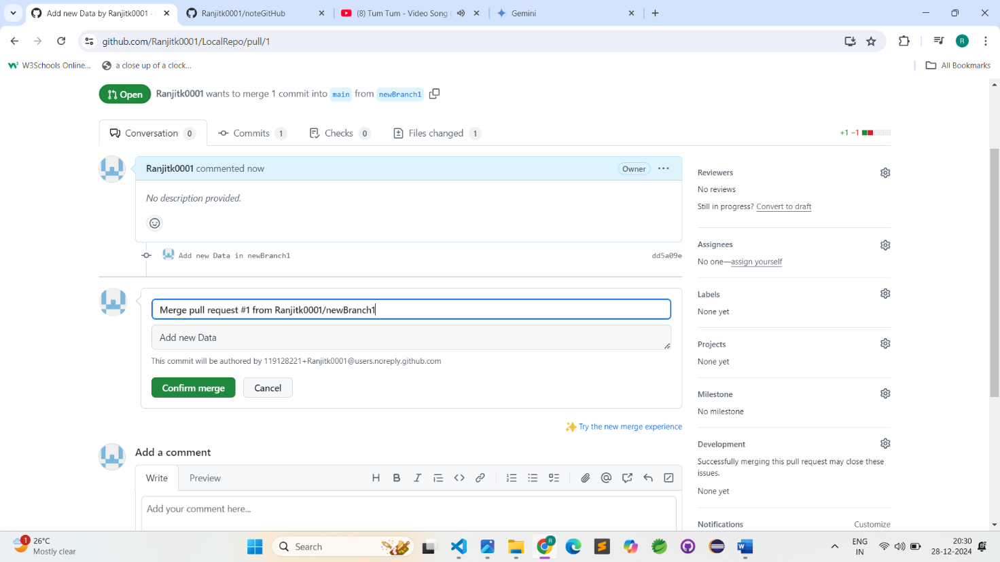 Add new Data by Ranjitk0001 ·
Ranjitk0001/noteGitHub
(8) Tum Tum - Video Song (
Gemini
github.com/Ranjitk0001/LocalRepo/pull/1
R
W3Schools Online...
a close up of a clock...
All Bookmarks
Open
Ranjitk0001 wants to merge 1 commit into main from newBranch1
Conversation 0
Commits 1
Checks 0
Files changed 1
+1 −1
Ranjitk0001 commented now
Owner
No description provided.
Add new Data in newBranch1
dd5a09e
Merge pull request #1 from Ranjitk0001/newBranch1
Add new Data
This commit will be authored by 119128221+Ranjitk0001@users.noreply.github.com
Confirm merge
Cancel
Try the new merge experience
Add a comment
Write
Preview
Add your comment here...
Reviewers
No reviews
Still in progress? Convert to draft
Assignees
No one—assign yourself
Labels
None yet
Projects
None yet
Milestone
No milestone
Development
Successfully merging this pull request may close these
issues.
None yet
Notifications
Customize
1
26°C
Mostly clear
Search
R
ENG
IN
20:30
28-12-2024